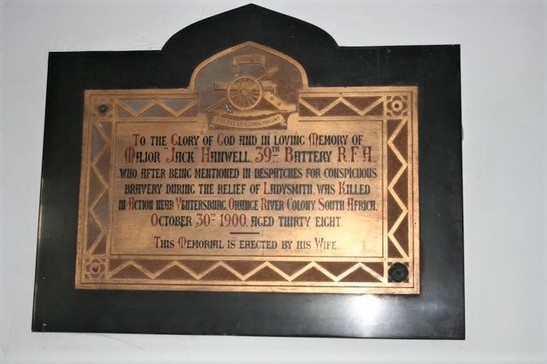 To the Glory of God and in loving Memory of
Major Jack Hanwell, 39TH Battery R.F.A.
who after being mentioned in despatches for conspicuous
bravery during the relief of Ladysmith, was Killed
in Action near Ventersburg, Orange River Colony, South Africa,
October 30TH 1900, aged thirty eight.
This Memorial is erected by his Wife.